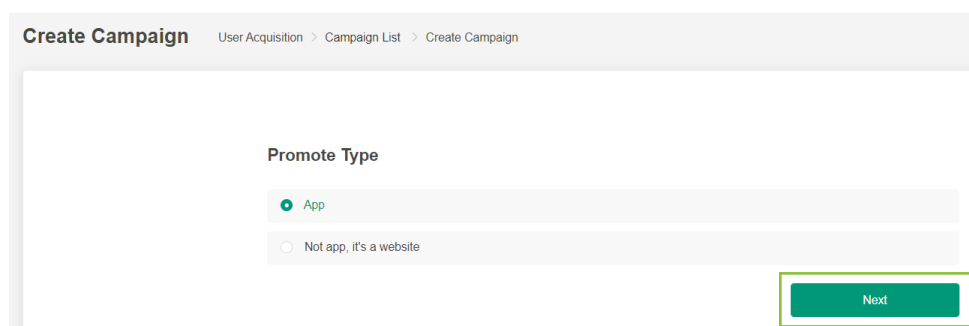 Create Campaign User Acquisition > Campaign List > Create Campaign
Promote Type
App
Not app, it's a website
Next